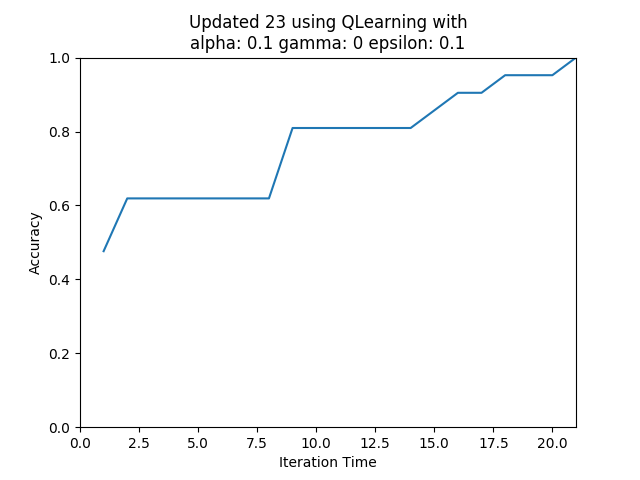 Updated 23 using QLearning with
alpha: 0.1 gamma: 0 epsilon: 0.1
1.0
0.8
0.6
0.4
0.2
0.0
Accuracy
0.0 2.5 5.0 7.5 10.0 12.5 15.0 17.5 20.0
Iteration Time